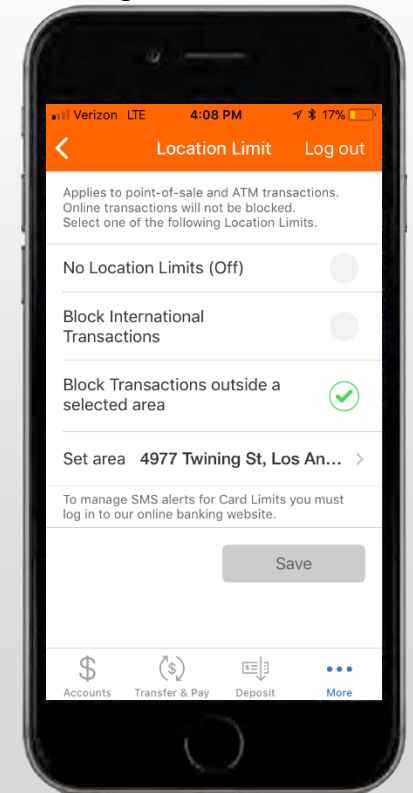 Verizon LTE 4:08 PM 17%
Location Limit Log out
Applies to point-of-sale and ATM transactions.
Online transactions will not be blocked.
Select one of the following Location Limits.
No Location Limits (Off)
Block International
Transactions
Block Transactions outside a
selected area
Set area 4977 Twining St, Los An...
To manage SMS alerts for Card Limits you must
log in to our online banking website.
Save
Accounts Transfer & Pay Deposit More